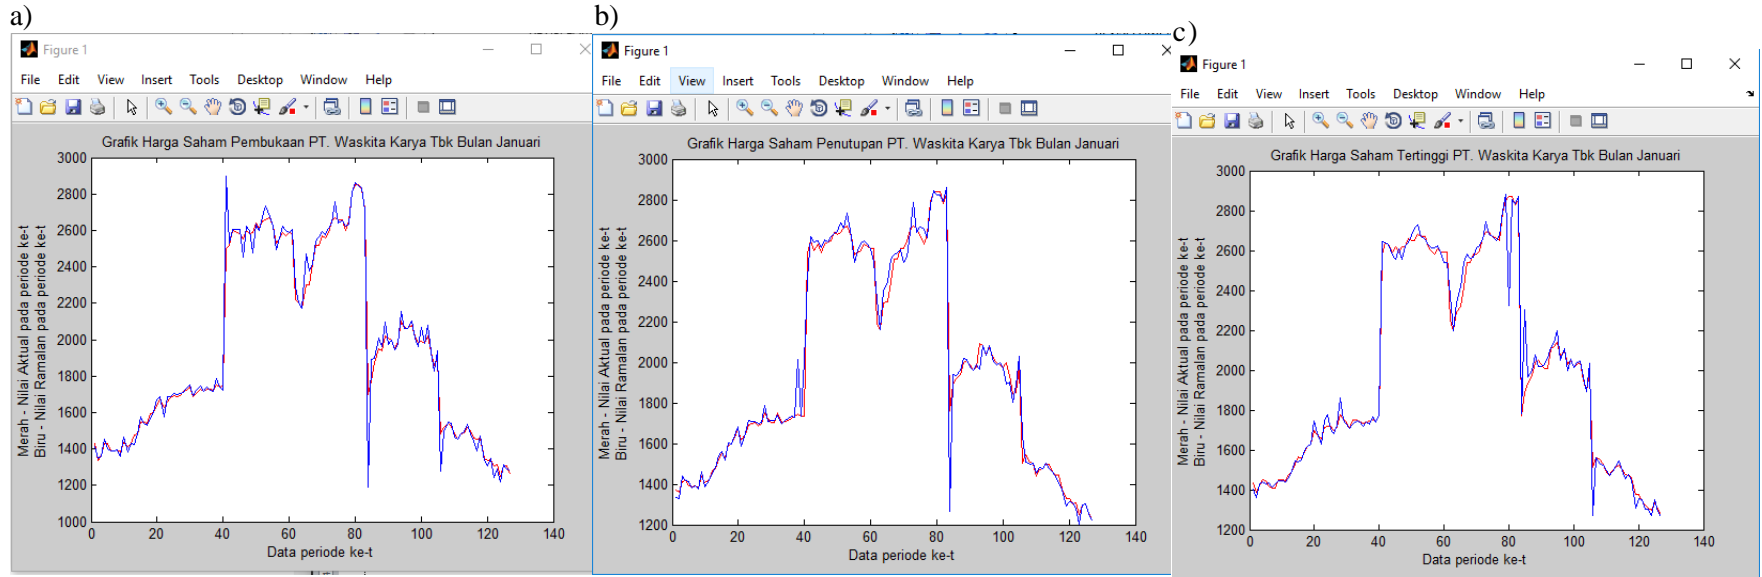 a)
Figure 1
File Edit View Insert Tools Desktop Window Help
Grafik Harga Saham Pembukaan PT. Waskita Karya Tbk Bulan Januari
Merah - Nilai Aktual pada periode ke-t
Biru - Nilai Ramalan pada periode ke-t
3000
2800
2600
2400
2200
2000
1800
1600
1400
1200
1000
0 20 40 60 80 100 120 140
Data periode ke-t
b)
Figure 1
File Edit View Insert Tools Desktop Window Help
Grafik Harga Saham Penutupan PT. Waskita Karya Tbk Bulan Januari
Merah - Nilai Aktual pada periode ke-t
Biru - Nilai Ramalan pada periode ke-t
3000
2800
2600
2400
2200
2000
1800
1600
1400
1200
0 20 40 60 80 100 120 140
Data periode ke-t
c)
Figure 1
File Edit View Insert Tools Desktop Window Help
Grafik Harga Saham Tertinggi PT. Waskita Karya Tbk Bulan Januari
Merah - Nilai Aktual pada periode ke-t
Biru - Nilai Ramalan pada periode ke-t
3000
2800
2600
2400
2200
2000
1800
1600
1400
1200
0 20 40 60 80 100 120 140
Data periode ke-t